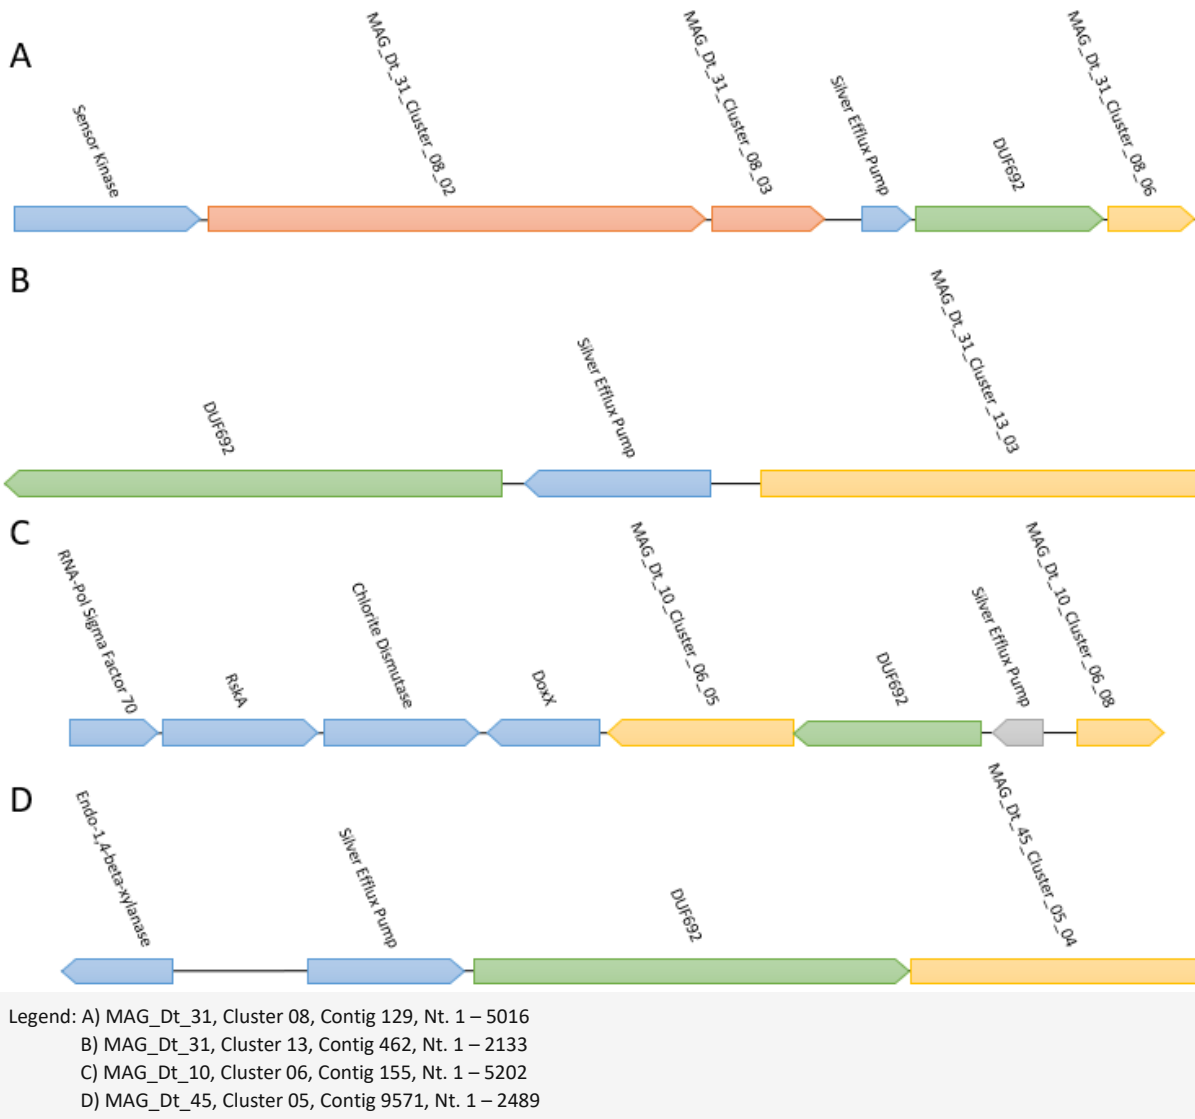 A
Sensor Kinase
MAG_Dt_31_Cluster_08_02
MAG_Dt_31_Cluster_08_03
Silver Efflux Pump
DUF692
MAG_Dt_31_Cluster_08_06
B
DUF692
Silver Efflux Pump
MAG_Dt_31_Cluster_13_03
C
RNA-Pol Sigma Factor 70
RskA
Chlorite Dismutase
DoxX
MAG_Dt_10_Cluster_06_05
DUF692
Silver Efflux Pump
MAG_Dt_10_Cluster_06_08
D
Endo-1,4-beta-xylanase
Silver Efflux Pump
DUF692
MAG_Dt_45_Cluster_05_04
Legend: A) MAG_Dt_31, Cluster 08, Contig 129, Nt. 1 – 5016
B) MAG_Dt_31, Cluster 13, Contig 462, Nt. 1 – 2133
C) MAG_Dt_10, Cluster 06, Contig 155, Nt. 1 – 5202
D) MAG_Dt_45, Cluster 05, Contig 9571, Nt. 1 – 2489